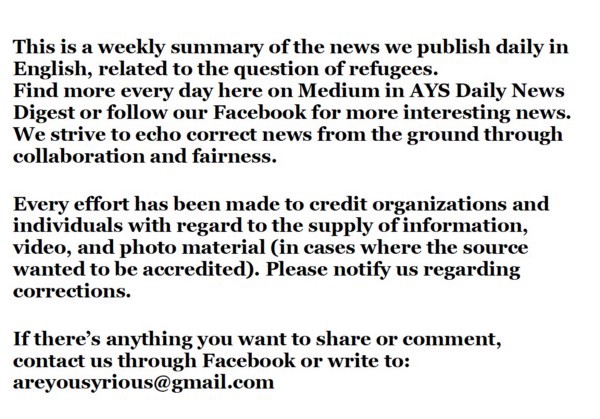 This is a weekly summary of the news we publish daily in
English, related to the question of refugees.
Find more every day here on Medium in AYS Daily News
Digest or follow our Facebook for more interesting news.
We strive to echo correct news from the ground through
collaboration and fairness.
Every effort has been made to credit organizations and
individuals with regard to the supply of information,
video, and photo material (in cases where the source
wanted to be accredited). Please notify us regarding
corrections.
If there’s anything you want to share or comment,
contact us through Facebook or write to:
areyousyrious@gmail.com